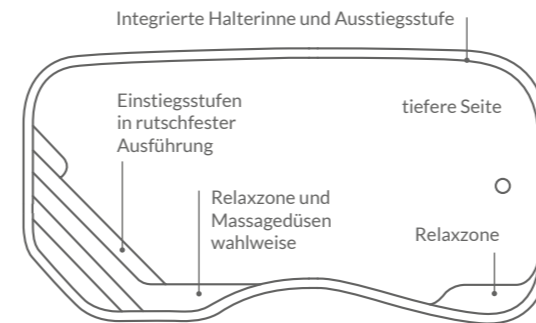 Integrierte Halterinne und Ausstiegsstufe
Einstiegsstufen
in rutschfester
Ausführung
tiefere Seite
Relaxzone und
Massagedüsen
wahlweise
Relaxzone